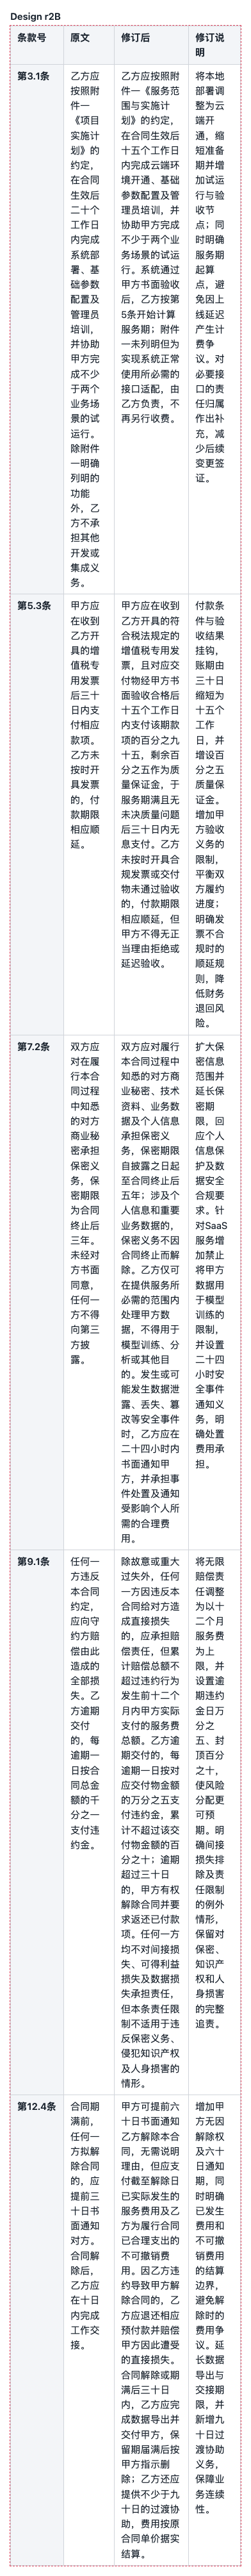 Design r2B
条款号
原文
修订后
修订说
明
第3.1条
乙方应
按照附
件一
《项目
实施计
划》的
约定,
在合同
生效后
二十个
工作日
内完成
系统部
署、基
础参数
配置及
管理员
培训,
并协助
甲方完
成不少
于两个
业务场
景的试
运行。
除附件
一明确
列明的
功能
外,乙
方不承
担其他
开发或
集成义
务。
乙方应按照附
件一《服务范
围与实施计
划》的约定,
在合同生效后
十五个工作日
内完成云端环
境开通、基础
参数配置及管
理员培训,并
协助甲方完成
不少于两个业
务场景的试运
行。系统通过
甲方书面验收
后,乙方按第
5条开始计算
服务期;附件
一未列明但为
实现系统正常
使用所必需的
接口适配,由
乙方负责,不
再另行收费。
将本地
部署调
整为云
端开
通,缩
短准备
期并增
加试运
行与验
收节
点;同
时明确
服务期
起算
点,避
免因上
线延迟
产生计
费争
议。对
必要接
口的责
任归属
作出补
充,减
少后续
变更签
证。
第5.3条
甲方应
在收到
乙方开
具的增
值税专
用发票
后三十
日内支
付相应
款项。
乙方未
按时开
具发票
的,付
款期限
相应顺
延。
甲方应在收到
乙方开具的符
合税法规定的
增值税专用发
票,且对应交
付物经甲方书
面验收合格后
十五个工作日
内支付该期款
项的百分之九
十五,剩余百
分之五作为质
量保证金,于
服务期满且无
未决质量问题
后三十日内无
息支付。乙方
未按时开具合
规发票或交付
物未通过验收
的,付款期限
相应顺延,但
甲方不得无正
当理由拒绝或
延迟验收。
付款条
件与验
收结果
挂钩,
账期由
三十日
缩短为
十五个
工作
日,并
增设百
分之五
质量保
证金。
增加甲
方验收
义务的
限制,
平衡双
方履约
进度;
明确发
票不合
规时的
顺延规
则,降
低财务
退回风
险。
第7.2条
双方应
对在履
行本合
同过程
中知悉
的对方
商业秘
密承担
保密义
务,保
密期限
为合同
终止后
三年。
未经对
方书面
同意,
任何一
方不得
向第三
方披
露。
双方应对履行
本合同过程中
知悉的对方商
业秘密、技术
资料、业务数
据及个人信息
承担保密义
务,保密期限
自披露之日起
至合同终止后
五年;涉及个
人信息和重要
业务数据的,
保密义务不因
合同终止而解
除。乙方仅可
在提供服务所
必需的范围内
处理甲方数
据,不得用于
模型训练、分
析或其他目
的。发生或可
能发生数据泄
露、丢失、篡
改等安全事件
时,乙方应在
二十四小时内
书面通知甲
方,并承担事
件处置及通知
受影响个人所
需的合理费
用。
扩大保
密信息
范围并
延长保
密期
限,回
应个人
信息保
护及数
据安全
合规要
求。针
对SaaS
服务增
加禁止
将甲方
数据用
于模型
训练的
限制,
并设置
二十四
小时安
全事件
通知义
务,明
确处置
费用承
担。
第9.1条
任何一
方违反
本合同
约定,
应向守
约方赔
偿由此
造成的
全部损
失。乙
方逾期
交付
的,每
逾期一
日按合
同总金
额的千
分之一
支付违
约金。
除故意或重大
过失外,任何
一方因违反本
合同给对方造
成直接损失
的,应承担赔
偿责任,但累
计赔偿总额不
超过违约行为
发生前十二个
月内甲方实际
支付的服务费
总额。乙方逾
期交付的,每
逾期一日按对
应交付物金额
的万分之五支
付违约金,累
计不超过该交
付物金额的百
分之十;逾期
超过三十日
的,甲方有权
解除合同并要
求返还已付款
项。任何一方
均不对间接损
失、可得利益
损失及数据损
失承担责任,
但本条责任限
制不适用于违
反保密义务、
侵犯知识产权
及人身损害的
情形。
将无限
赔偿责
任调整
为以十
二个月
服务费
为上
限,并
设置逾
期违约
金日万
分之
五、封
顶百分
之十,
使风险
分配更
可预
期。明
确间接
损失排
除及责
任限制
的例外
情形,
保留对
保密、
知识产
权和人
身损害
的完整
追责。
第12.4条
合同期
满前,
任何一
方拟解
除合同
的,应
提前三
十日书
面通知
对方。
合同解
除后,
乙方应
在十日
内完成
工作交
接。
甲方可提前六
十日书面通知
乙方解除本合
同,无需说明
理由,但应支
付截至解除日
已实际发生的
服务费用及乙
方为履行合同
已合理支出的
不可撤销费
用。因乙方违
约导致甲方解
除合同的,乙
方应退还相应
预付款并赔偿
甲方因此遭受
的直接损失。
合同解除或期
满后三十日
内,乙方应完
成数据导出并
交付甲方,保
留期届满后按
甲方指示删
除;乙方还应
提供不少于九
十日的过渡协
助,费用按原
合同单价据实
结算。
增加甲
方无因
解除权
及六十
日通知
期,同
时明确
已发生
费用和
不可撤
销费用
的结算
边界,
避免解
除时的
费用争
议。延
长数据
导出与
交接期
限,并
新增九
十日过
渡协助
义务,
保障业
务连续
性。